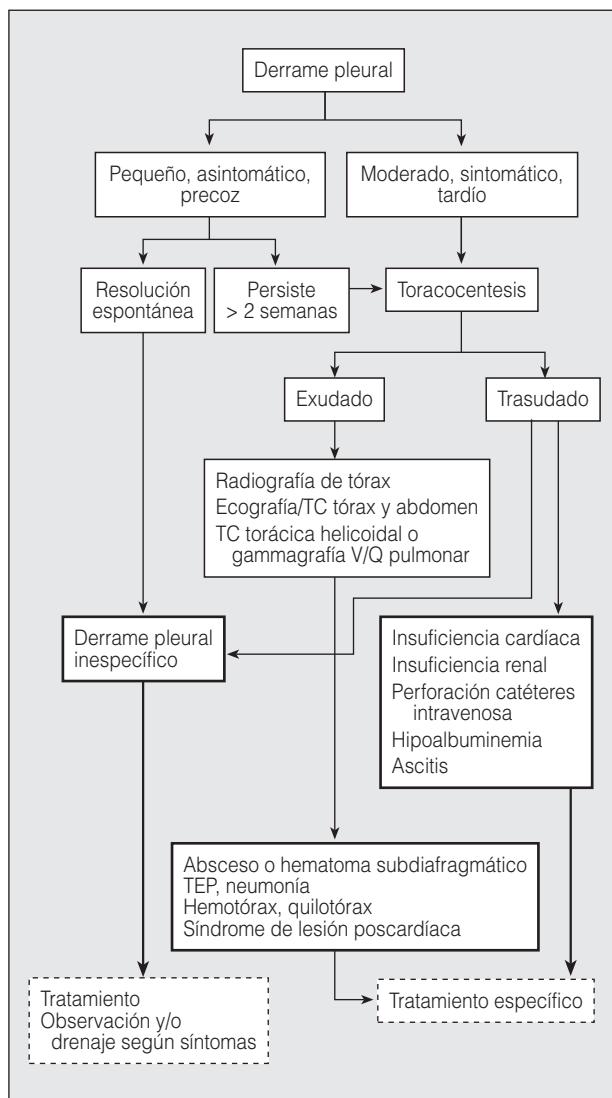 Derrame pleural
Pequeño, asintomático,
precoz
Moderado, sintomático,
tardío
Resolución
espontánea
Persiste
> 2 semanas
Toracocentesis
Exudado
Trasudado
Radiografía de tórax
Ecografía/TC tórax y abdomen
TC torácica helicoidal o
gammagrafía V/Q pulmonar
Derrame pleural
inespecífico
Insuficiencia cardíaca
Insuficiencia renal
Perforación catéteres
intravenosa
Hipoalbuminemia
Ascitis
Absceso o hematoma subdiafragmático
TEP, neumonía
Hemotórax, quilotórax
Síndrome de lesión poscardíaca
Tratamiento
Observación y/o
drenaje según síntomas
Tratamiento específico